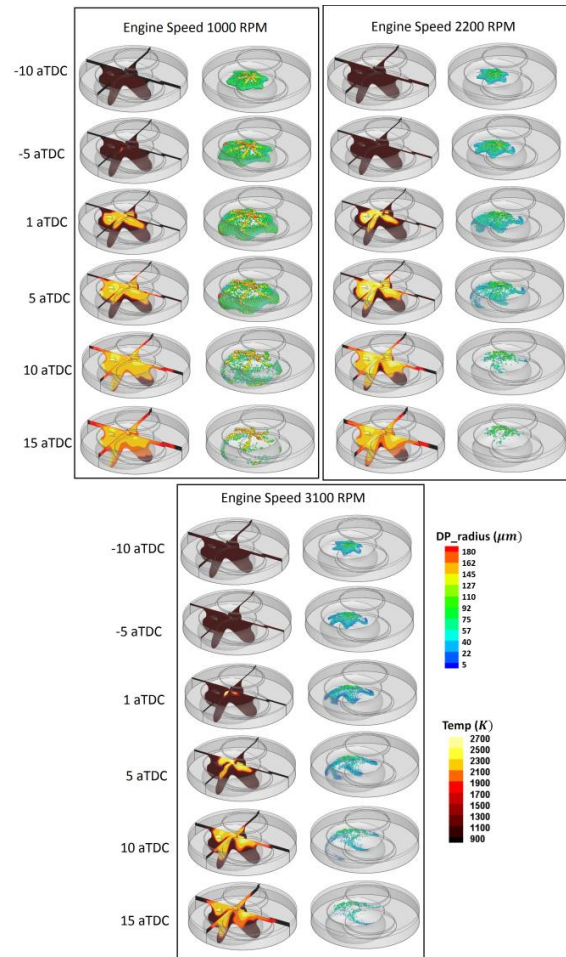 Engine Speed 1000 RPM
Engine Speed 2200 RPM
-10 aTDC
-5 aTDC
1 aTDC
5 aTDC
10 aTDC
15 aTDC
Engine Speed 3100 RPM
-10 aTDC
-5 aTDC
1 aTDC
5 aTDC
10 aTDC
15 aTDC
DP_radius (μm)
180
162
145
127
110
92
75
57
40
22
5
Temp (K)
2700
2500
2300
2100
1900
1700
1500
1300
1100
900